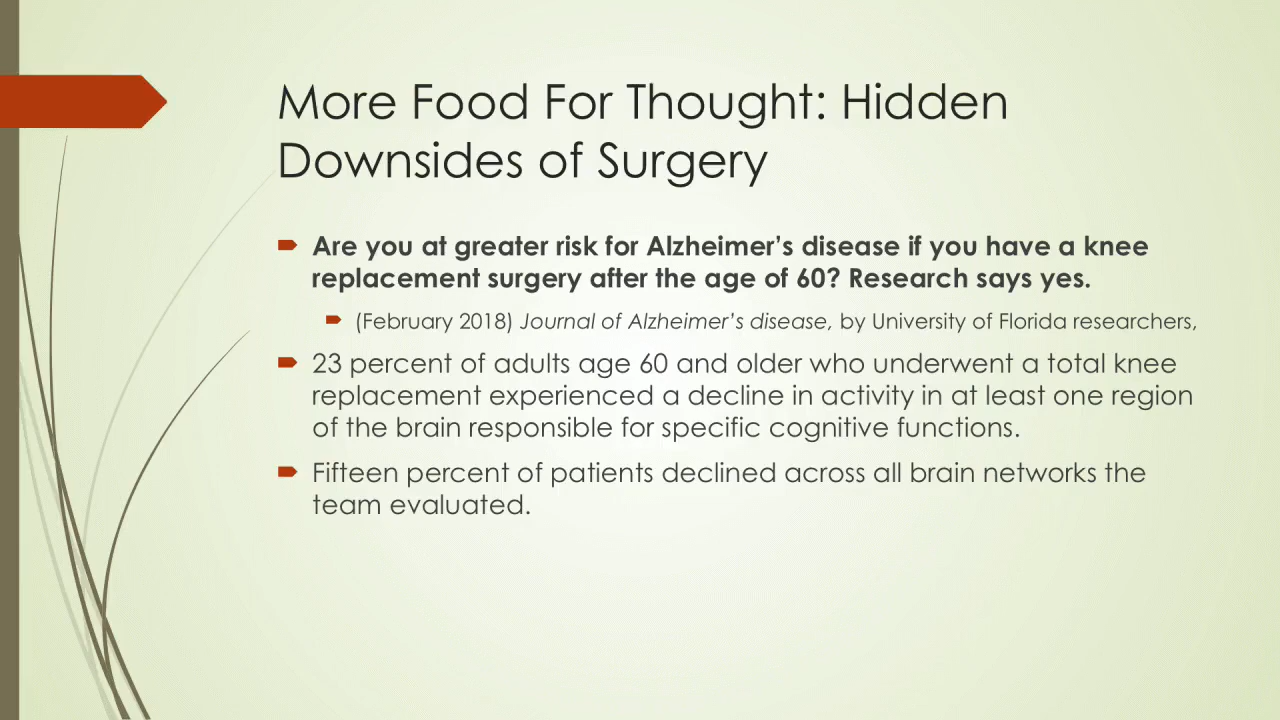 More Food For Thought: Hidden
Downsides of Surgery
Are you at greater risk for Alzheimer’s disease if you have a knee
replacement surgery after the age of 60? Research says yes.
(February 2018) Journal of Alzheimer’s disease, by University of Florida researchers,
23 percent of adults age 60 and older who underwent a total knee
replacement experienced a decline in activity in at least one region
of the brain responsible for specific cognitive functions.
Fifteen percent of patients declined across all brain networks the
team evaluated.